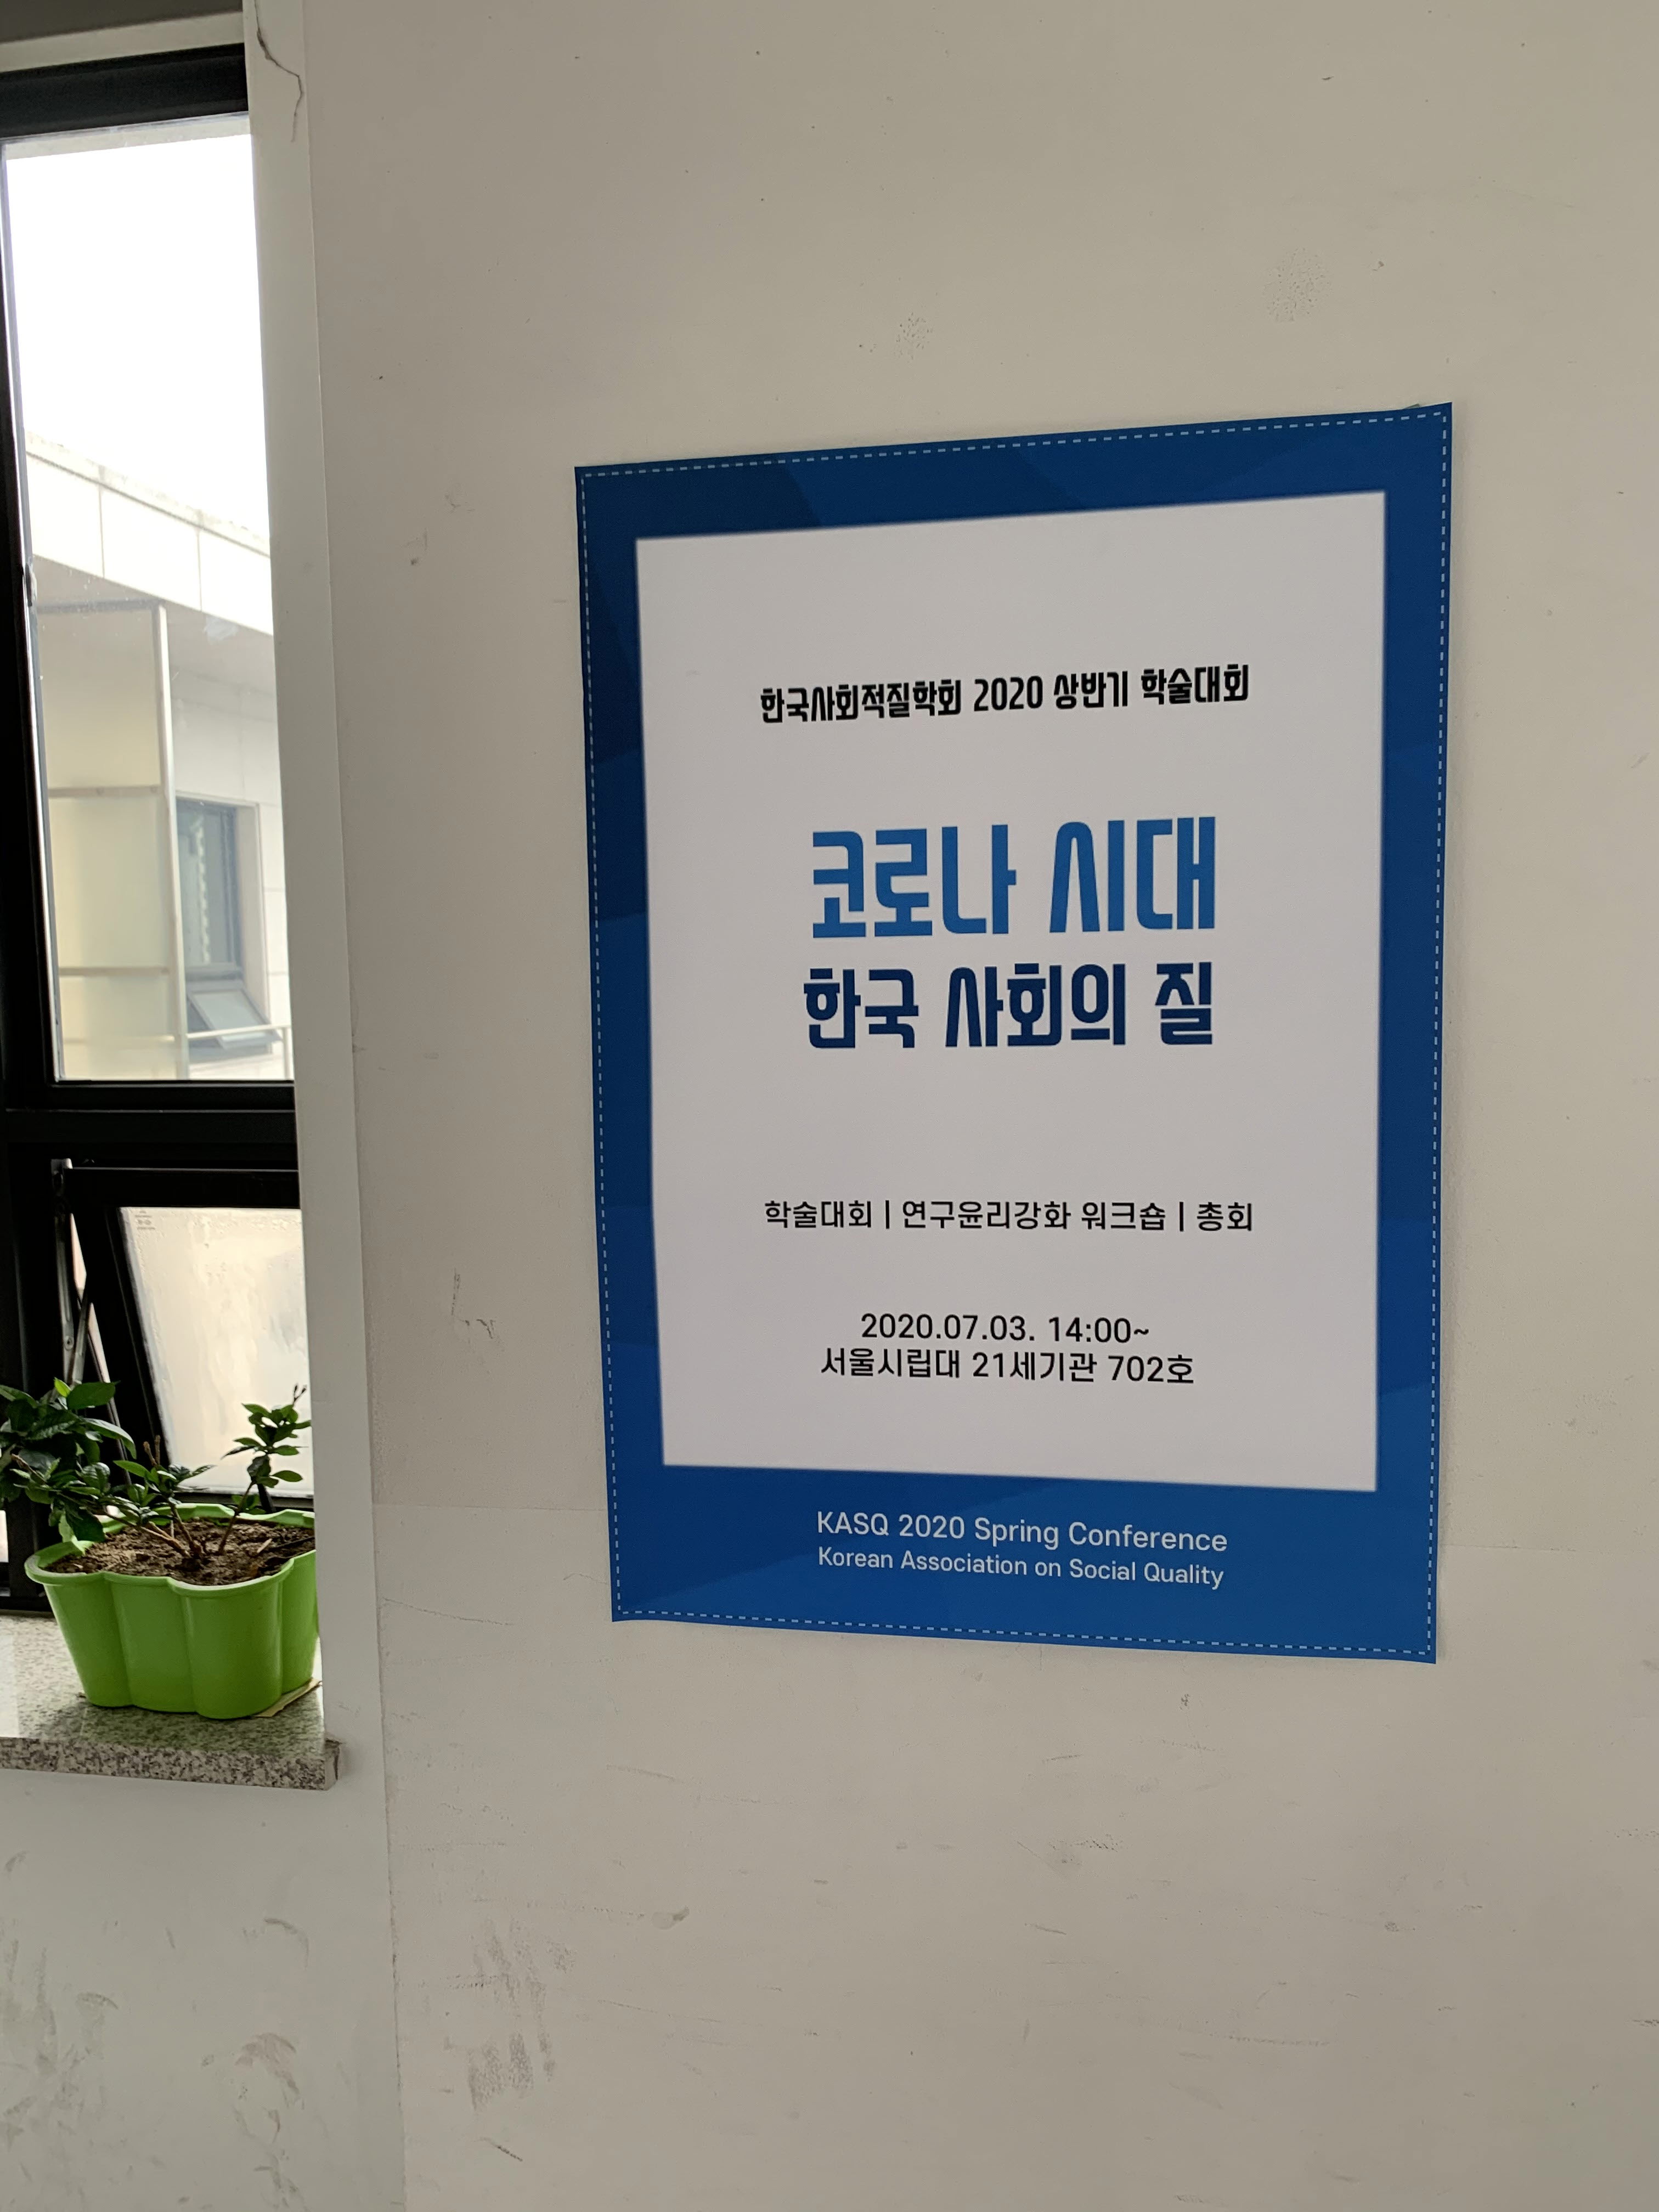 한국사회적질학회 2020 상반기 학술대회
코로나 시대
한국 사회의 질
학술대회 | 연구윤리강화 워크숍 | 총회
2020.07.03. 14:00~
서울시립대 21세기관 702호
KASQ 2020 Spring Conference
Korean Association on Social Quality